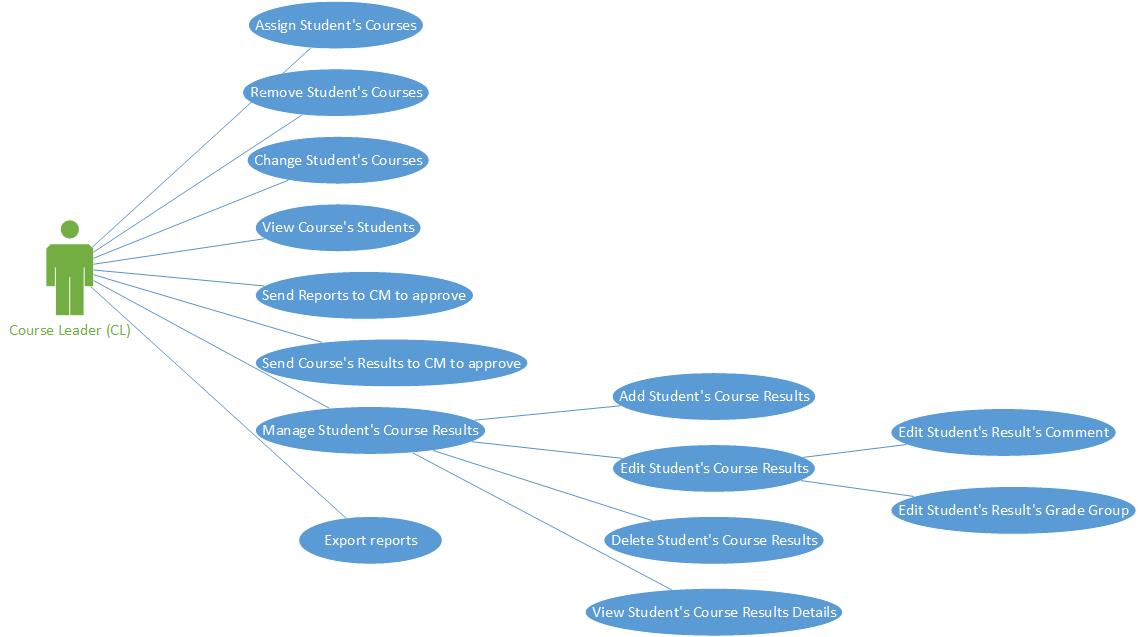 Assign Student's Courses
Remove Student's Courses
Change Student's Courses
View Course's Students
Send Reports to CM to approve
Course Leader (CL)
Send Course's Results to CM to approve
Manage Student's Course Results
Export reports
Add Student's Course Results
Edit Student's Course Results
Delete Student's Course Results
View Student's Course Results Details
Edit Student's Result's Comment
Edit Student's Result's Grade Group